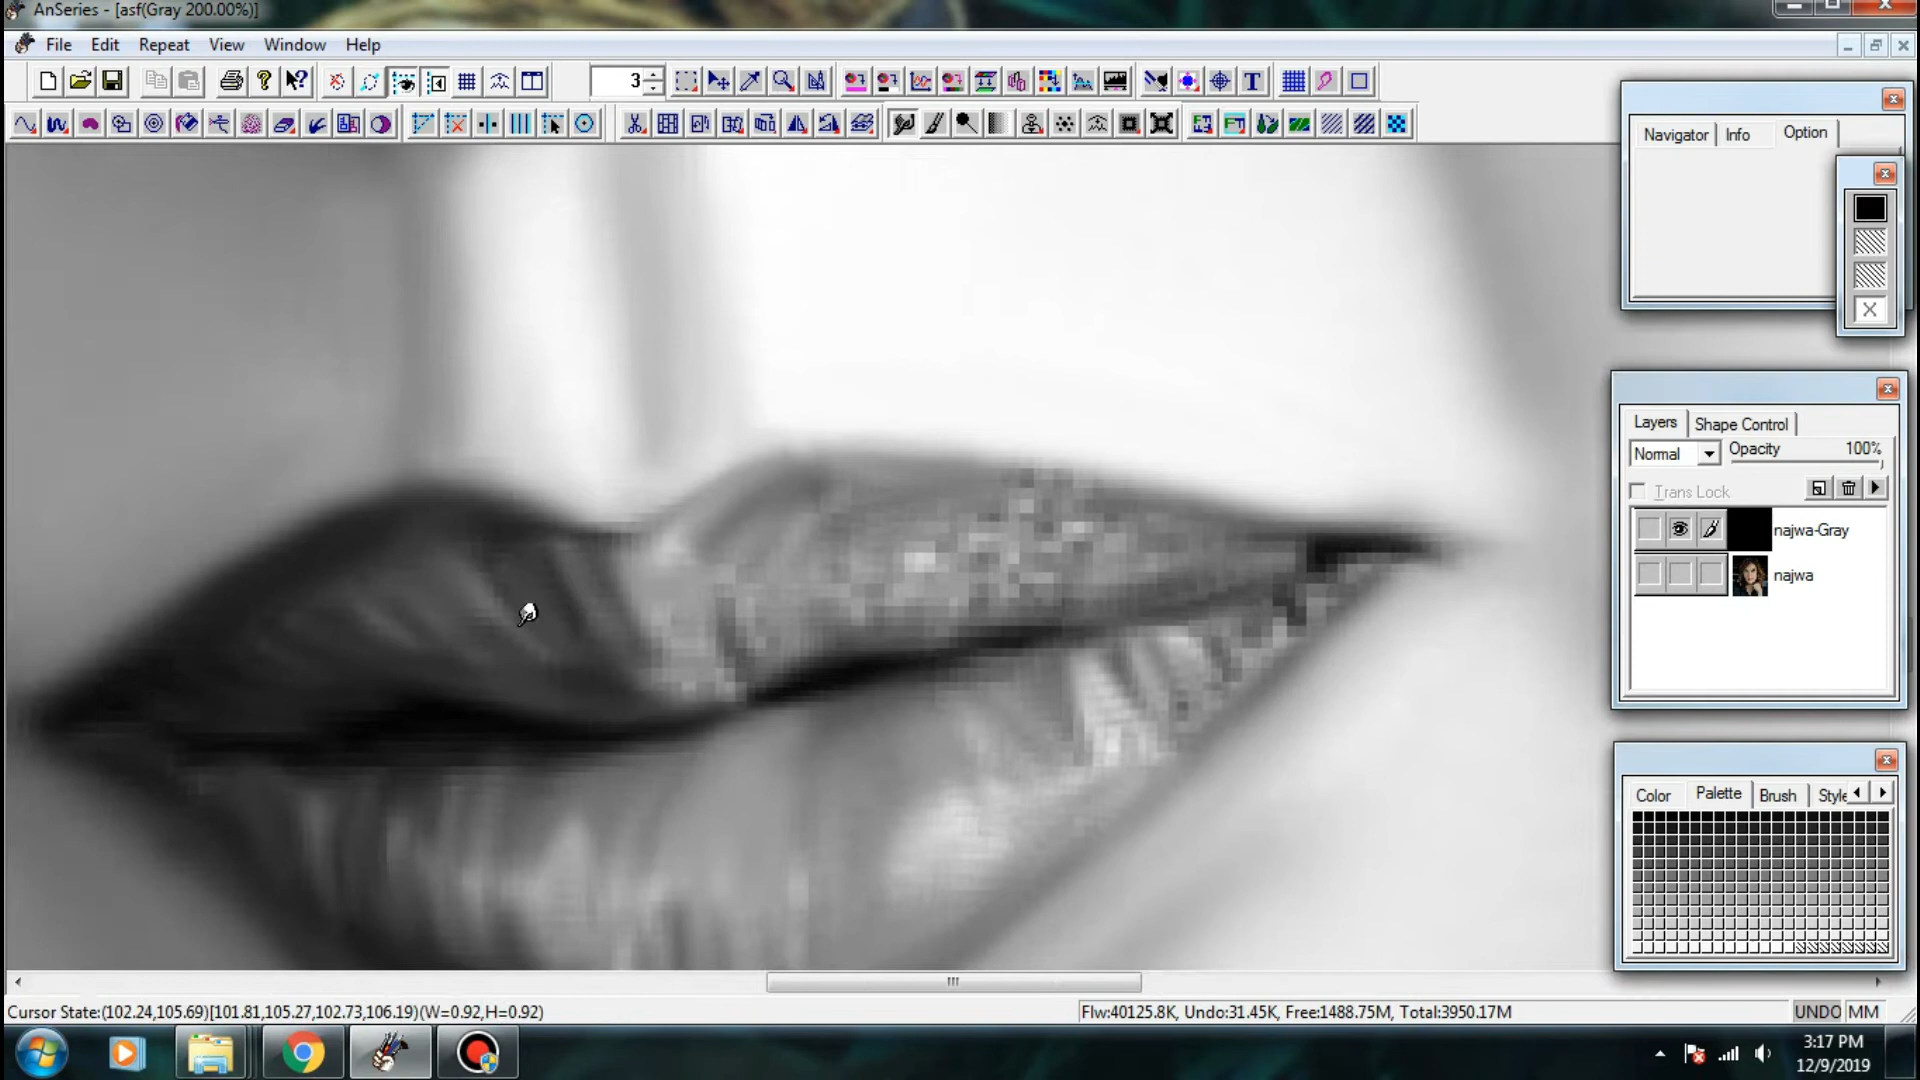 AnSeries - [asf(Gray 200.00%)]
File Edit Repeat View Window Help
3
Navigator Info Option
Layers Shape Control
Normal Opacity 100%
Trans Lock
najwa-Gray
najwa
Color Palette Brush Style
Cursor State:(102.24,105.69)[101.81,105.27,102.73,106.19)(W=0.92,H=0.92) Flw:40125.8K, Undo:31.45K, Free:1488.75M, Total:3950.17M UNDO MM
3:17 PM
12/9/2019